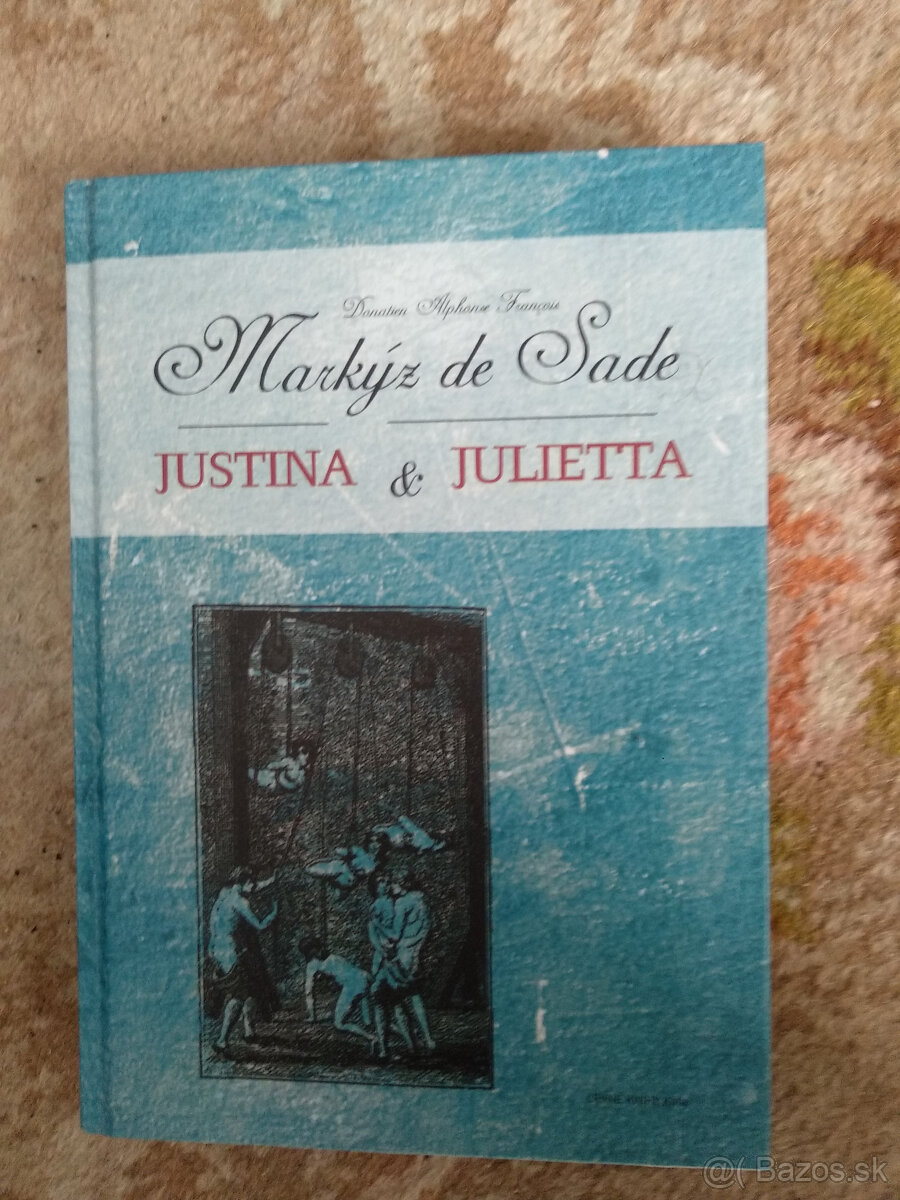 Donatien Alphonse François
Markýz de Sade
JUSTINA & JULIETTA
@( Bazos.sk